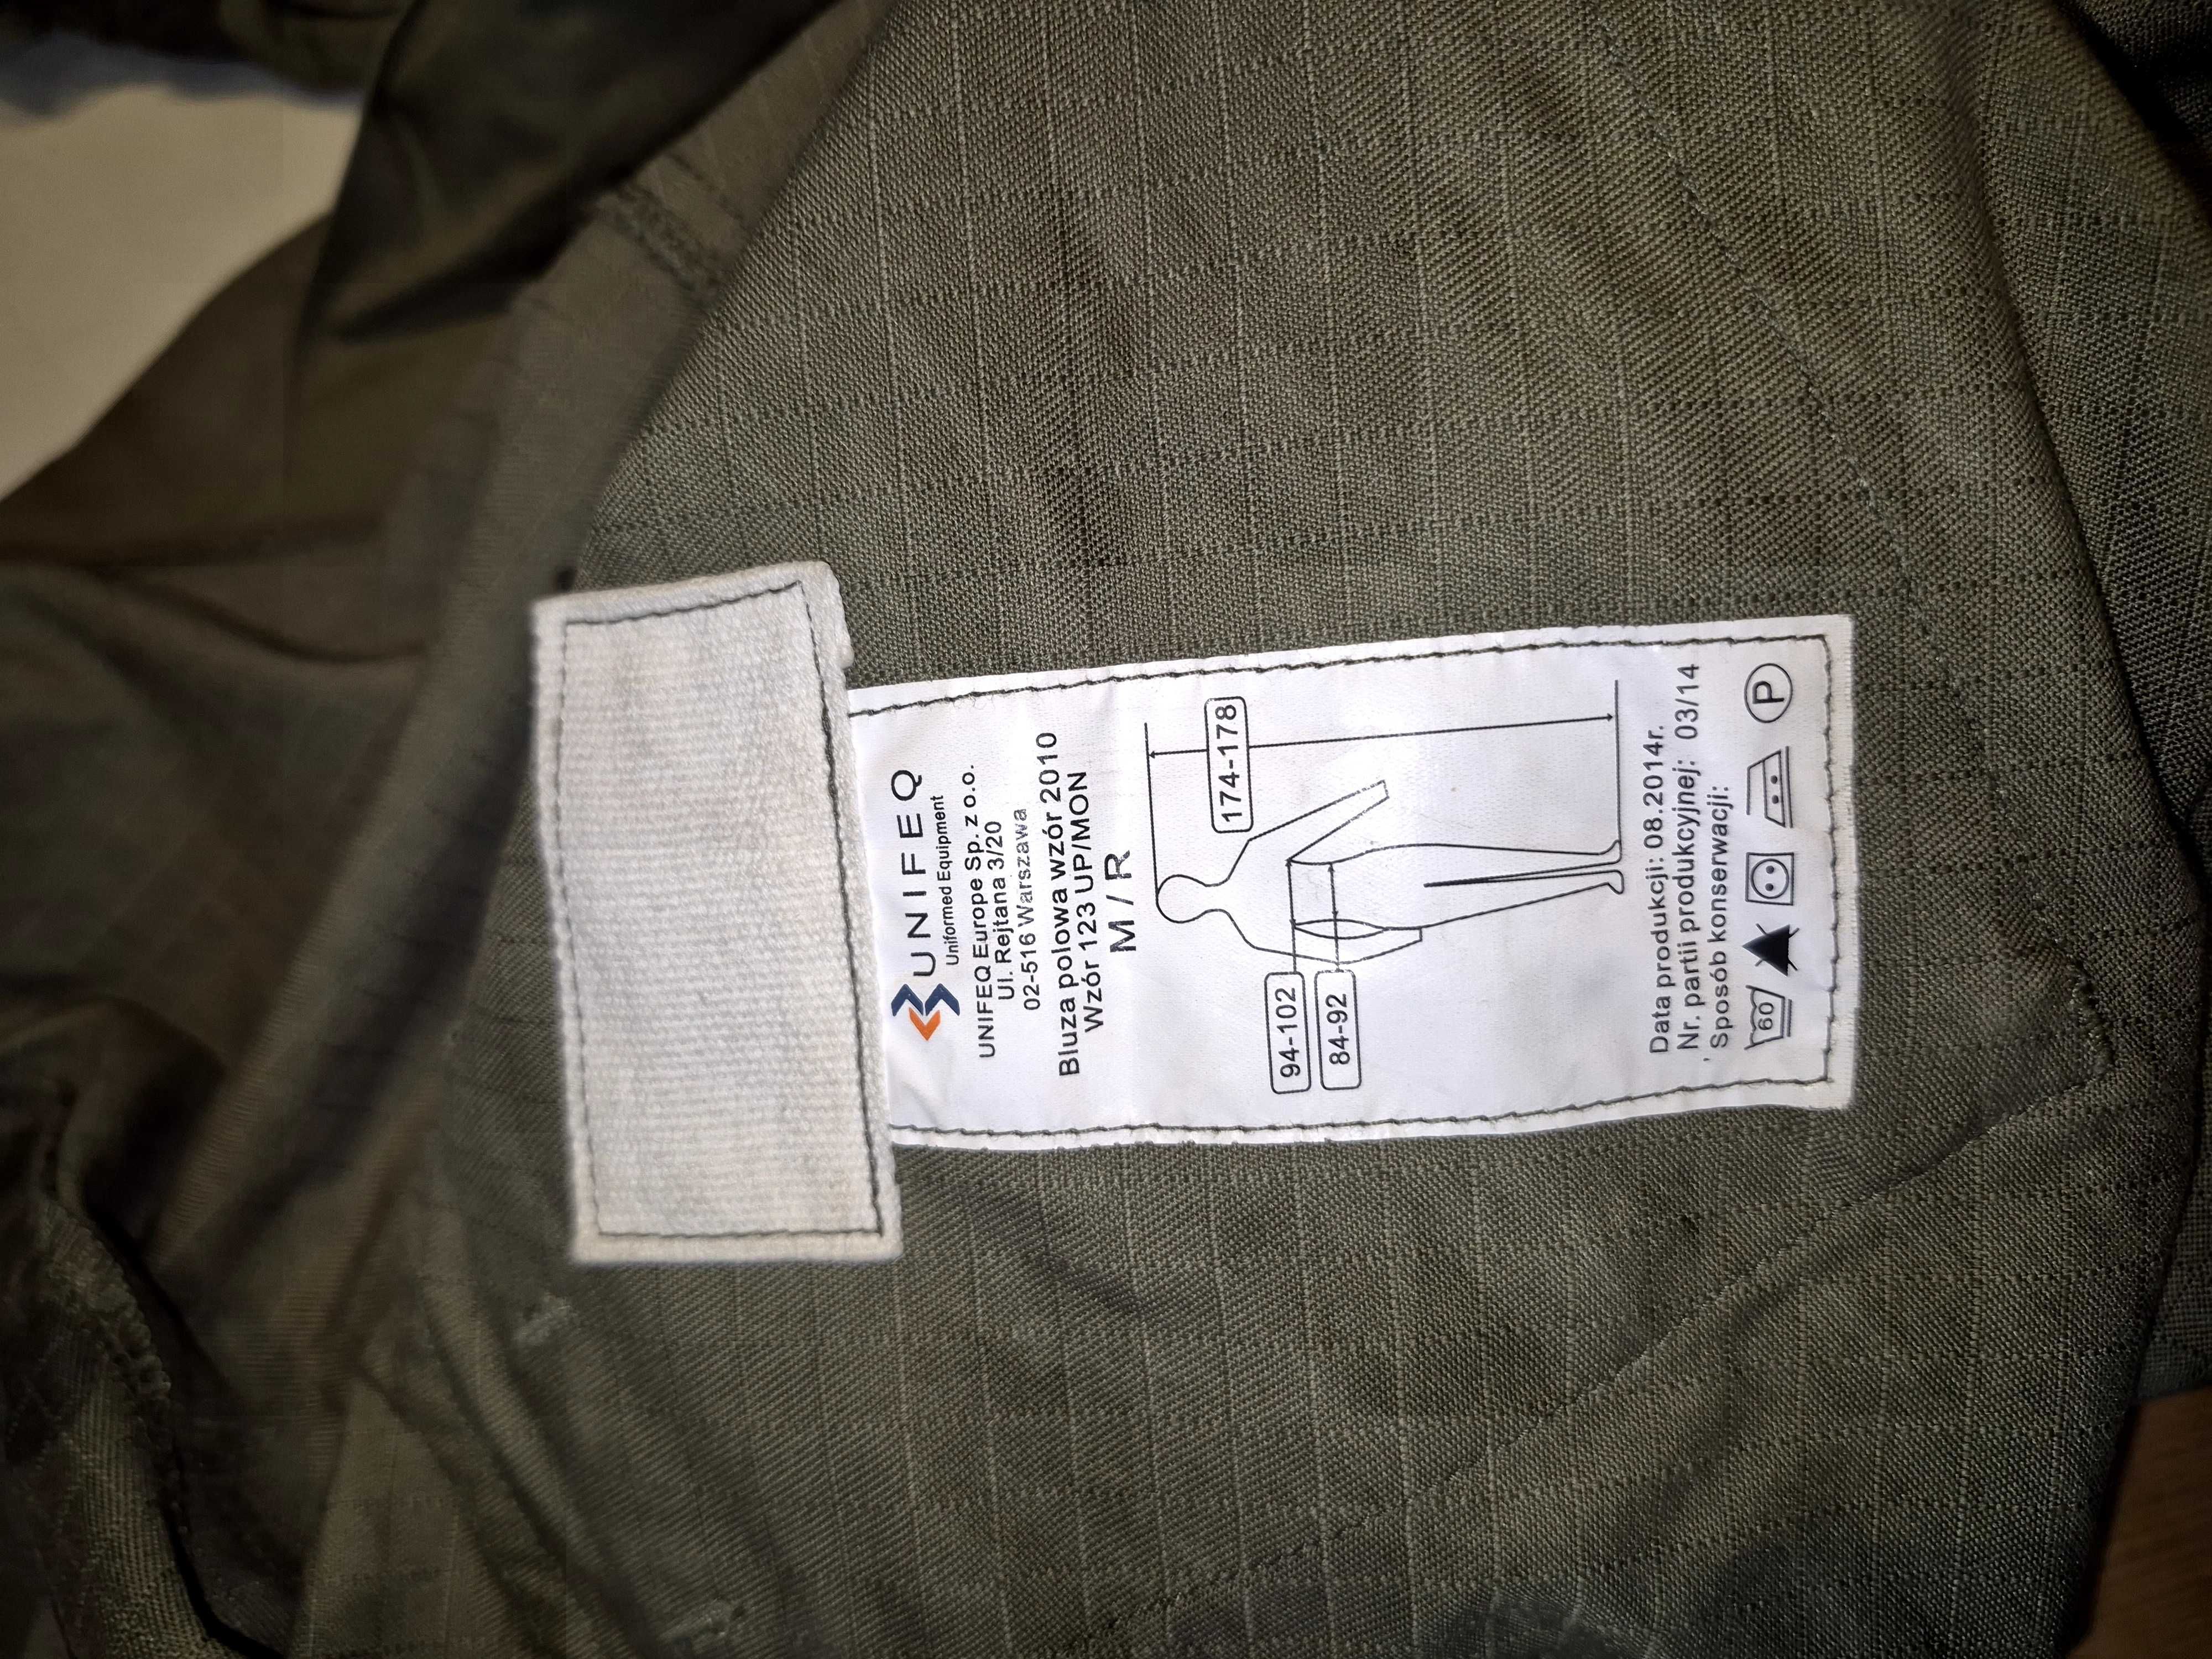 UNIFEQ
Uniformed Equipment
UNIFEQ Europe Sp. z o.o.
Ul. Rejtana 3/20
02-516 Warszawa
Bluza polowa wzór 2010
Wzór 123 UP/MON
M / R
174-178
94-102
84-92
Data produkcji: 08.2014r.
Nr. partii produkcyjnej: 03/14
Sposób konserwacji:
60 P